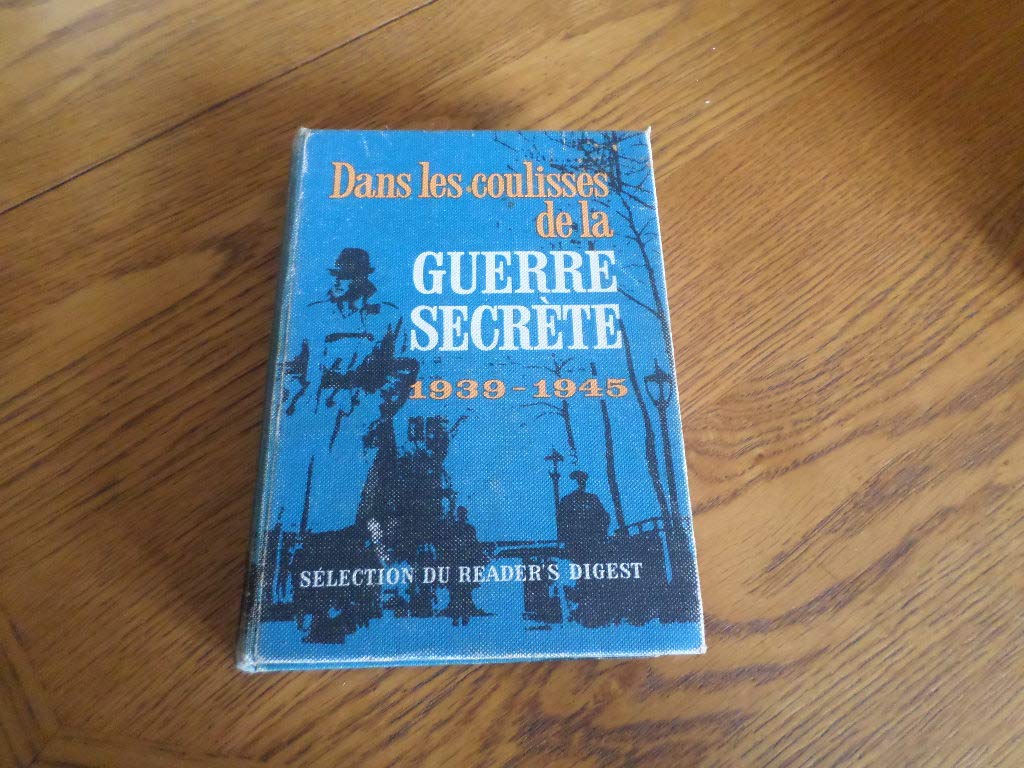 Dans les coulisses
de la
GUERRE
SECRÈTE
1939-1945
SÉLECTION DU READER'S DIGEST